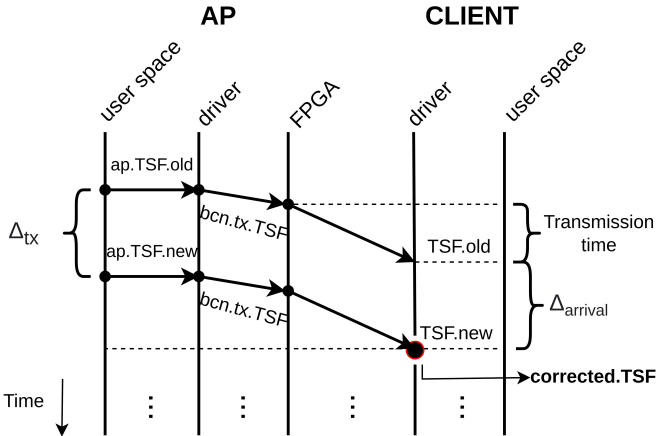 AP
CLIENT
user space
driver
FPGA
driver
user space
ap.TSF.old
bcn.tx.TSF
Transmission
time
Δtx
TSF.old
ap.TSF.new
bcn.tx.TSF
Δarrival
TSF.new
corrected.TSF
Time